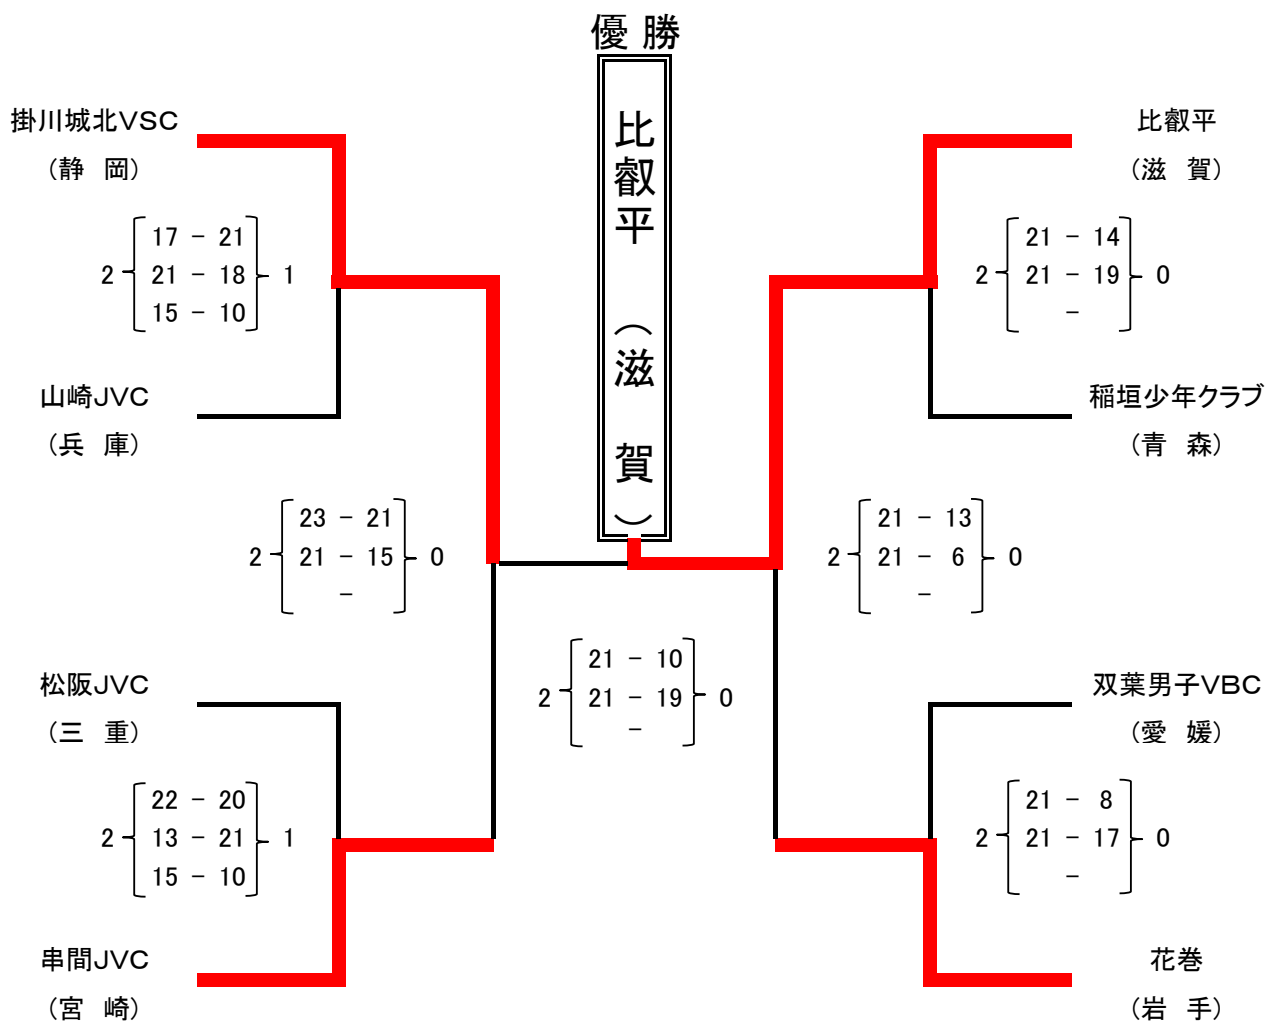 優 勝
比叡平 （滋 賀）
掛川城北VSC
（静 岡）
2 17 － 21 1
21 － 18
15 － 10
山崎JVC
（兵 庫）
2 23 － 21 0
21 － 15
－
松阪JVC
（三 重）
2 22 － 20 1
13 － 21
15 － 10
串間JVC
（宮 崎）
2 21 － 10 0
21 － 19
－
比叡平
（滋 賀）
2 21 － 14 0
21 － 19
－
稲垣少年クラブ
（青 森）
2 21 － 13 0
21 － 6
－
双葉男子VBC
（愛 媛）
2 21 － 8 0
21 － 17
－
花巻
（岩 手）